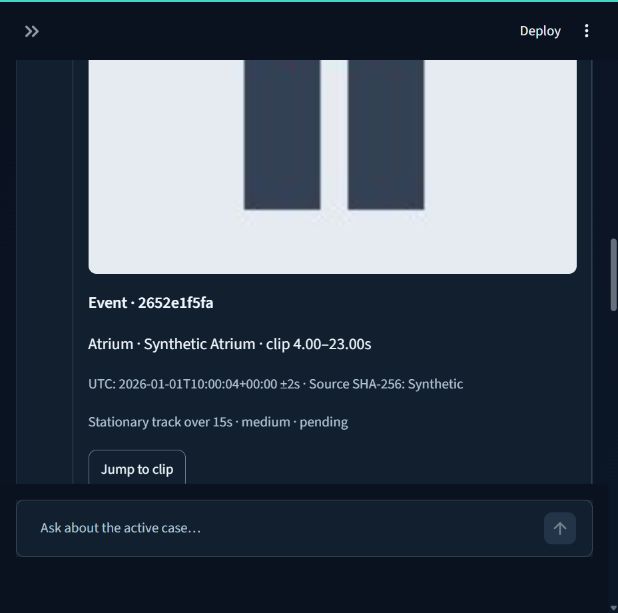 Deploy
Event · 2652e1f5fa
Atrium · Synthetic Atrium · clip 4.00–23.00s
UTC: 2026-01-01T10:00:04+00:00 ±2s · Source SHA-256: Synthetic
Stationary track over 15s · medium · pending
Jump to clip
Ask about the active case…